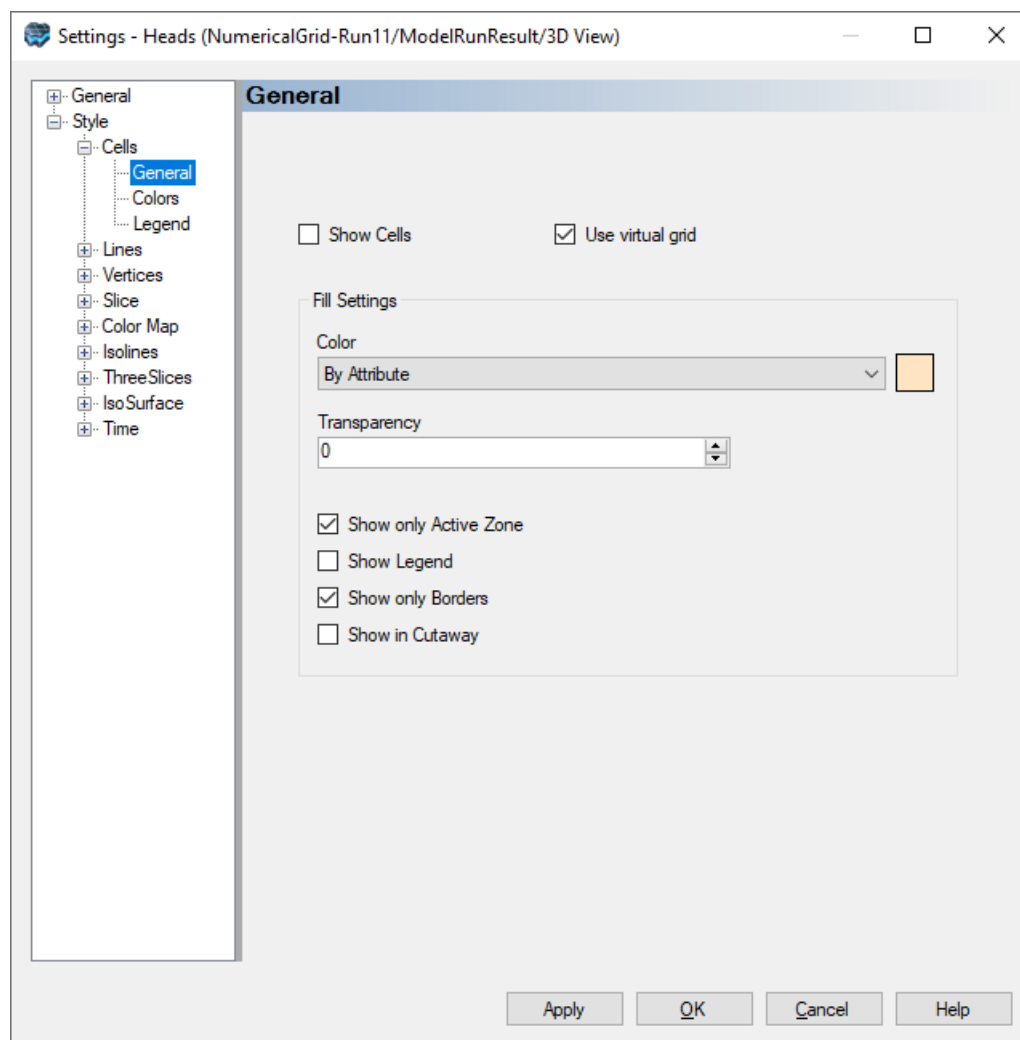 Settings - Heads (NumericalGrid-Run11/ModelRunResult/3D View)
General
Style
Cells
General
Colors
Legend
Lines
Vertices
Slice
Color Map
Isolines
ThreeSlices
IsoSurface
Time
General
Show Cells
Use virtual grid
Fill Settings
Color
By Attribute
Transparency
0
Show only Active Zone
Show Legend
Show only Borders
Show in Cutaway
Apply
OK
Cancel
Help